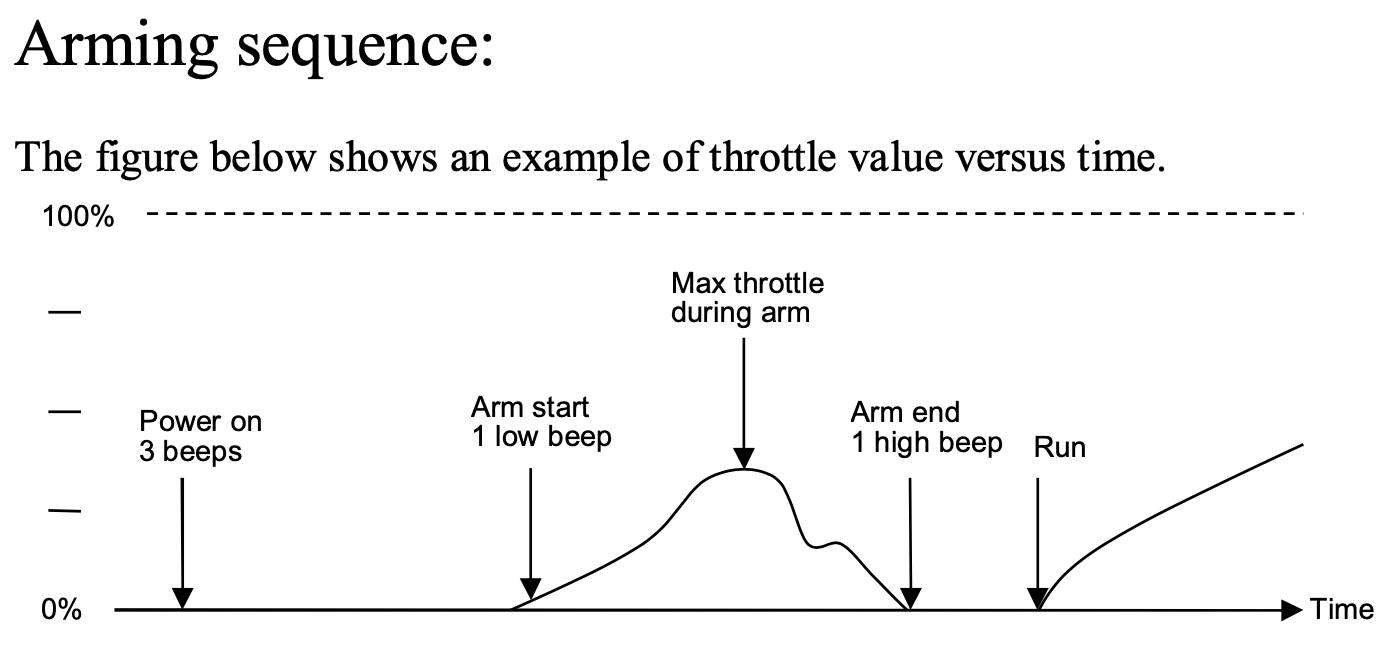 Arming sequence:
The figure below shows an example of throttle value versus time.
100%
Max throttle
during arm
Power on
3 beeps
Arm start
1 low beep
Arm end
1 high beep
Run
0%
Time